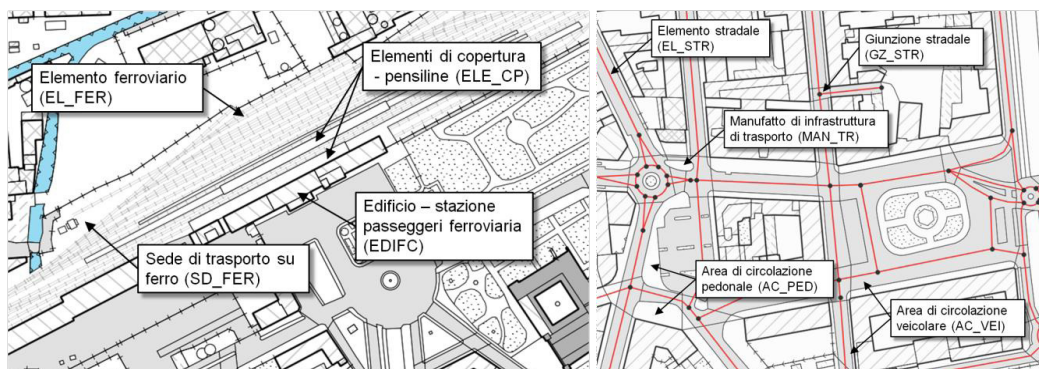 Elemento ferroviario
(EL_FER)
Elementi di copertura
- pensiline (ELE_CP)
Edificio – stazione
passeggeri ferroviaria
(EDIFC)
Sede di trasporto su
ferro (SD_FER)
Elemento stradale
(EL_STR)
Giunzione stradale
(GZ_STR)
Manufatto di infrastruttura
di trasporto (MAN_TR)
Area di circolazione
pedonale (AC_PED)
Area di circolazione
veicolare (AC_VEI)